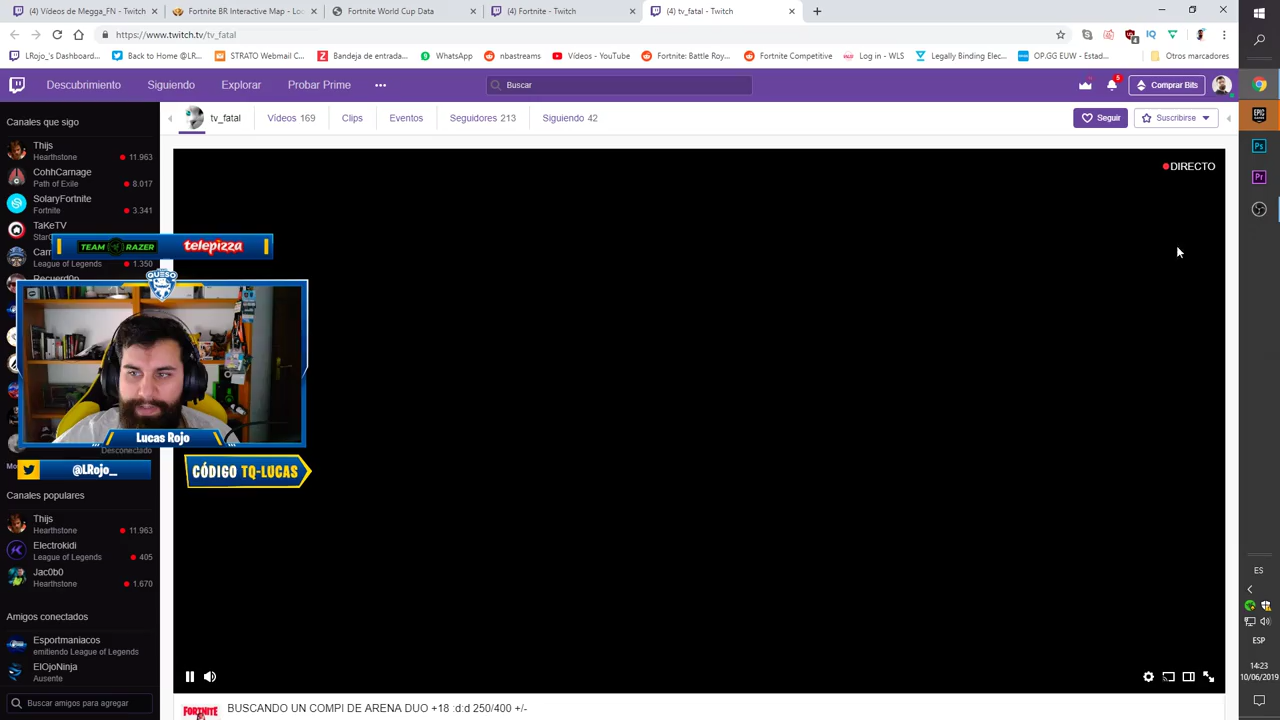 (4) Vídeos de Megga_FN - Twitch
Fortnite BR Interactive Map - Lo
Fortnite World Cup Data
(4) Fortnite - Twitch
(4) tv_fatal - Twitch
https://www.twitch.tv/tv_fatal
LRojo_'s Dashboard...
Back to Home @LR...
STRATO Webmail C...
Bandeja de entrada...
WhatsApp
nbastreams
Vídeos - YouTube
Fortnite: Battle Roy...
Fortnite Competitive
Log in - WLS
Legally Binding Elec...
OP.GG EUW - Estad...
Otros marcadores
Descubrimiento
Siguiendo
Explorar
Probar Prime
Buscar
5
Comprar Bits
tv_fatal
Vídeos 169
Clips
Eventos
Seguidores 213
Siguiendo 42
Seguir
Suscribirse
Canales que sigo
Thijs
Hearthstone
11.963
CohhCarnage
Path of Exile
8.017
SolaryFortnite
Fortnite
3.341
TaKeTV
TEAM RAZER
telepizza
League of Legends
1.350
QUESO
Lucas Rojo
Desconectado
@LRojo_
CÓDIGO TQ-LUCAS
Canales populares
Thijs
Hearthstone
11.963
Electrokidi
League of Legends
405
Jac0b0
Hearthstone
1.670
Amigos conectados
Esportmaniacos
emitiendo League of Legends
ElOjoNinja
Ausente
Buscar amigos para agregar
DIRECTO
FORTNITE
BUSCANDO UN COMPI DE ARENA DUO +18 :d:d 250/400 +/-
EPIC
Ps
Pr
ES
ESP
14:23
10/06/2019